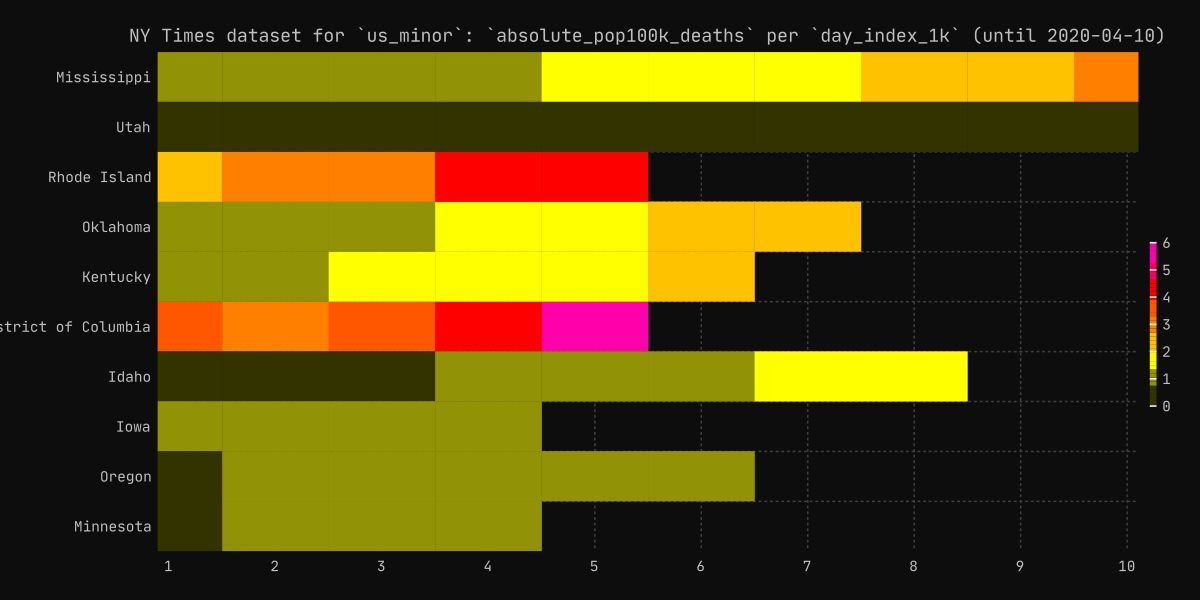 NY Times dataset for `us_minor`: `absolute_pop100k_deaths` per `day_index_1k` (until 2020-04-10)
Mississippi
Utah
Rhode Island
Oklahoma
Kentucky
strict of Columbia
Idaho
Iowa
Oregon
Minnesota
6
5
4
3
2
1
0
1 2 3 4 5 6 7 8 9 10